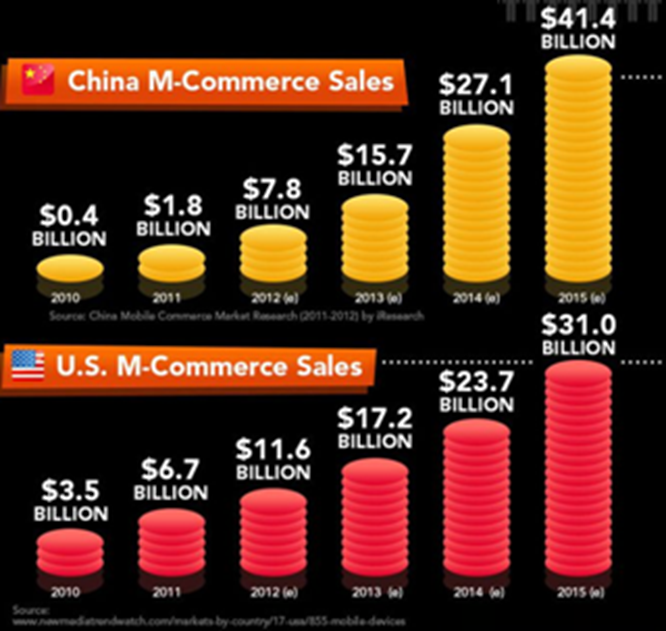 $41.4
BILLION
China M-Commerce Sales
$27.1
BILLION
$15.7
BILLION
$7.8
BILLION
$1.8
BILLION
$0.4
BILLION
2010
2011
2012 (e)
2013 (e)
2014 (e)
2015 (e)
Source: China Mobile Commerce Market Research (2011-2012) by iResearch
$31.0
BILLION
U.S. M-Commerce Sales
$23.7
BILLION
$17.2
BILLION
$11.6
BILLION
$6.7
BILLION
$3.5
BILLION
2010
2011
2012 (e)
2013 (e)
2014 (e)
2015 (e)
Source:
www.newmediatrendwatch.com/markets-by-country/17-usa/855-mobile-devices